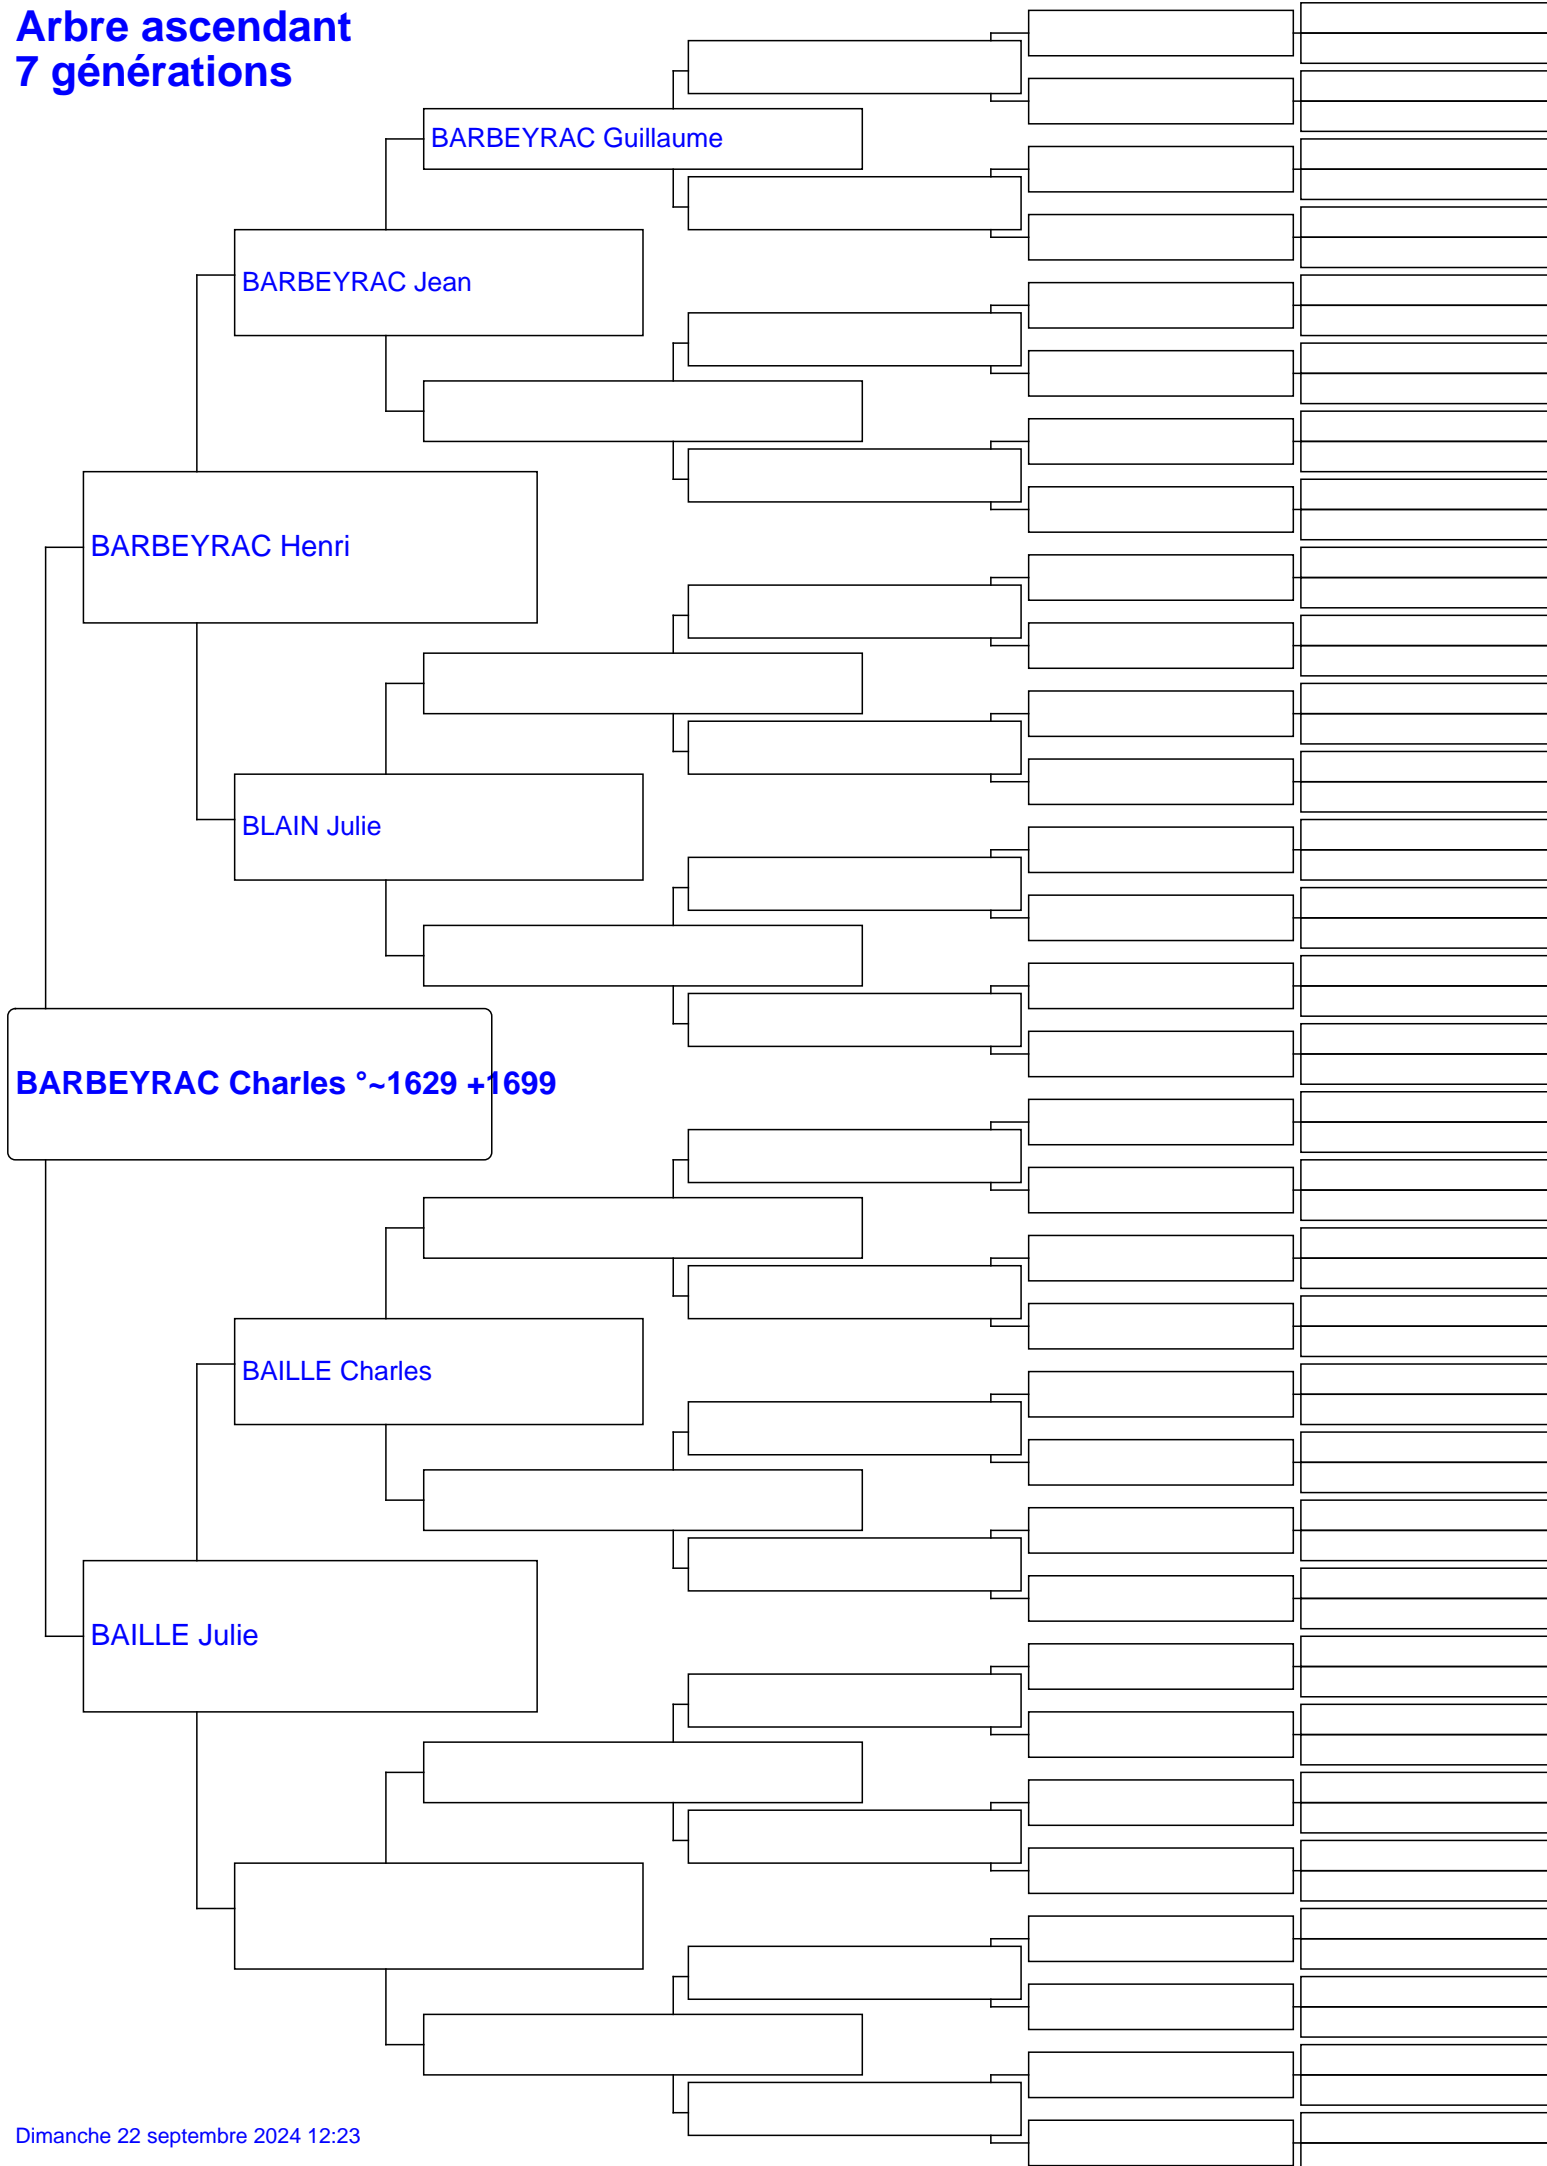 Arbre ascendant
7 générations
BARBEYRAC Guillaume
BARBEYRAC Jean
BARBEYRAC Henri
BLAIN Julie
BARBEYRAC Charles °~1629 +1699
BAILLE Charles
BAILLE Julie
Dimanche 22 septembre 2024 12:23